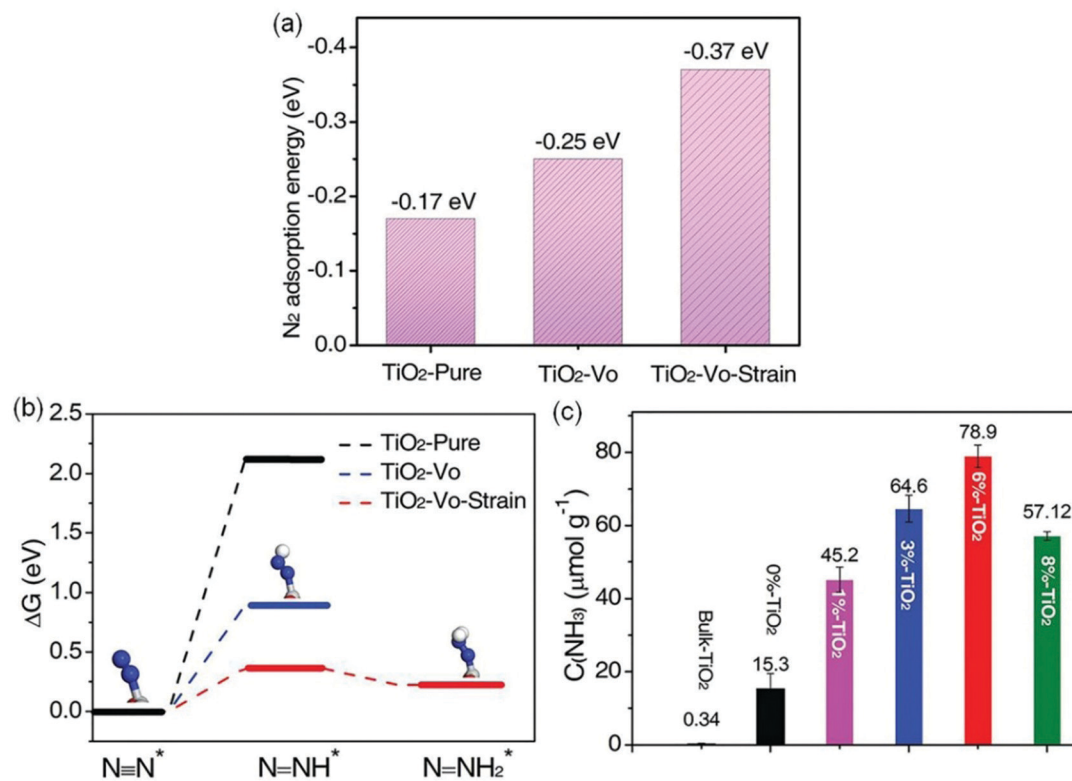 (a)
N₂ adsorption energy (eV)
-0.4
-0.3
-0.2
-0.1
0.0
-0.17 eV
-0.25 eV
-0.37 eV
TiO₂-Pure
TiO₂-Vo
TiO₂-Vo-Strain
(b)
ΔG (eV)
2.5
2.0
1.5
1.0
0.5
0.0
TiO₂-Pure
TiO₂-Vo
TiO₂-Vo-Strain
N≡N*
N=NH*
N=NH₂*
(c)
C(NH₃) (μmol g⁻¹)
80
60
40
20
0
Bulk-TiO₂
0.34
0%-TiO₂
15.3
45.2
1%-TiO₂
64.6
3%-TiO₂
78.9
6%-TiO₂
57.12
8%-TiO₂